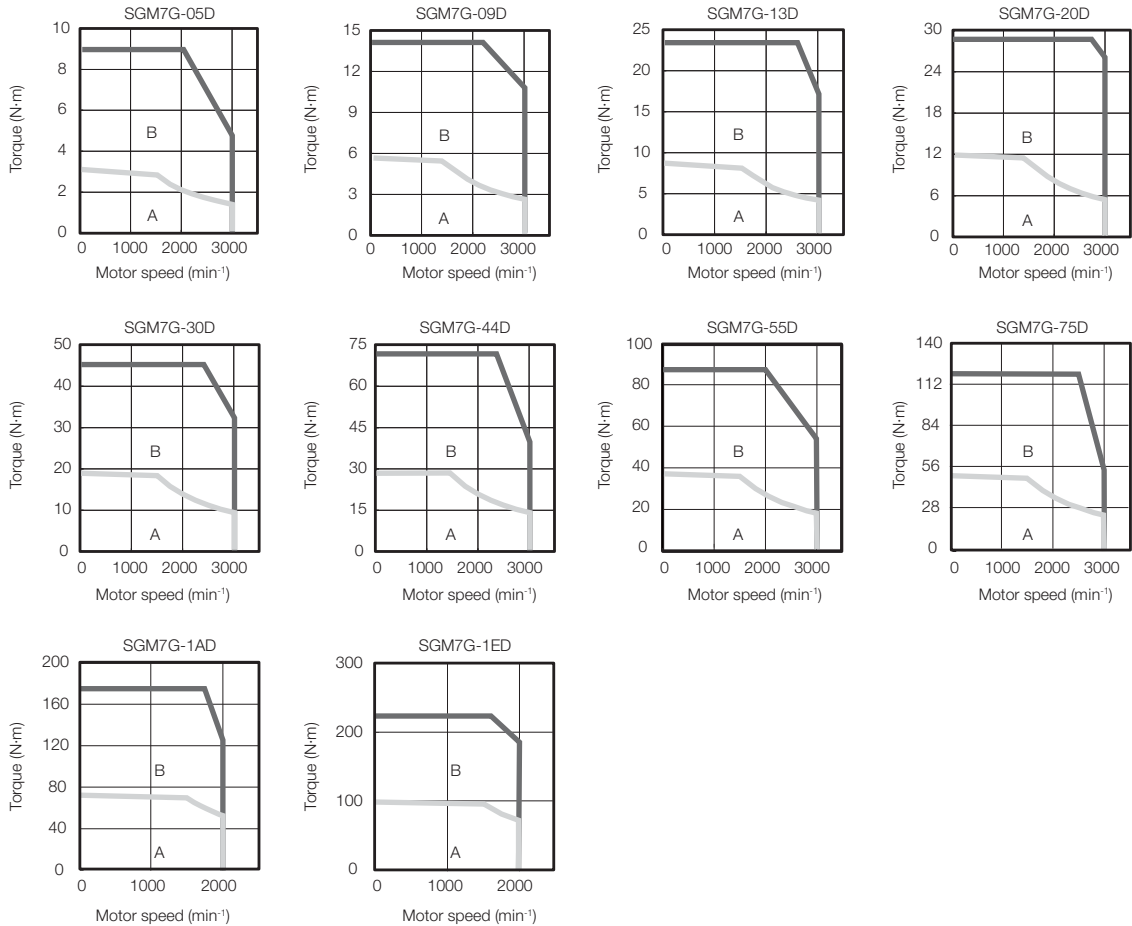 SGM7G-05D
10
8
6
4
2
0
Torque (N·m)
B
A
0 1000 2000 3000
Motor speed (min⁻¹)
SGM7G-09D
15
12
9
6
3
0
Torque (N·m)
B
A
0 1000 2000 3000
Motor speed (min⁻¹)
SGM7G-13D
25
20
15
10
5
0
Torque (N·m)
B
A
0 1000 2000 3000
Motor speed (min⁻¹)
SGM7G-20D
30
24
18
12
6
0
Torque (N·m)
B
A
0 1000 2000 3000
Motor speed (min⁻¹)
SGM7G-30D
50
40
30
20
10
0
Torque (N·m)
B
A
0 1000 2000 3000
Motor speed (min⁻¹)
SGM7G-44D
75
60
45
30
15
0
Torque (N·m)
B
A
0 1000 2000 3000
Motor speed (min⁻¹)
SGM7G-55D
100
80
60
40
20
0
Torque (N·m)
B
A
0 1000 2000 3000
Motor speed (min⁻¹)
SGM7G-75D
140
112
84
56
28
0
Torque (N·m)
B
A
0 1000 2000 3000
Motor speed (min⁻¹)
SGM7G-1AD
200
160
120
80
40
0
Torque (N·m)
B
A
0 1000 2000
Motor speed (min⁻¹)
SGM7G-1ED
300
200
100
0
Torque (N·m)
B
A
0 1000 2000
Motor speed (min⁻¹)